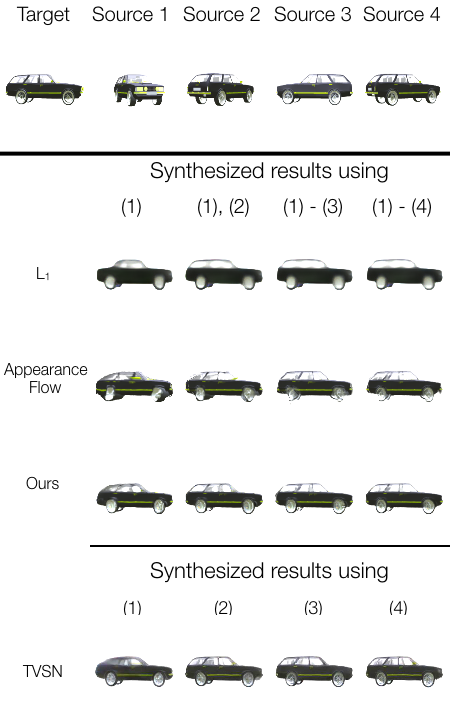 Target Source 1 Source 2 Source 3 Source 4
Synthesized results using
(1) (1), (2) (1) - (3) (1) - (4)
L₁
Appearance
Flow
Ours
Synthesized results using
(1) (2) (3) (4)
TVSN